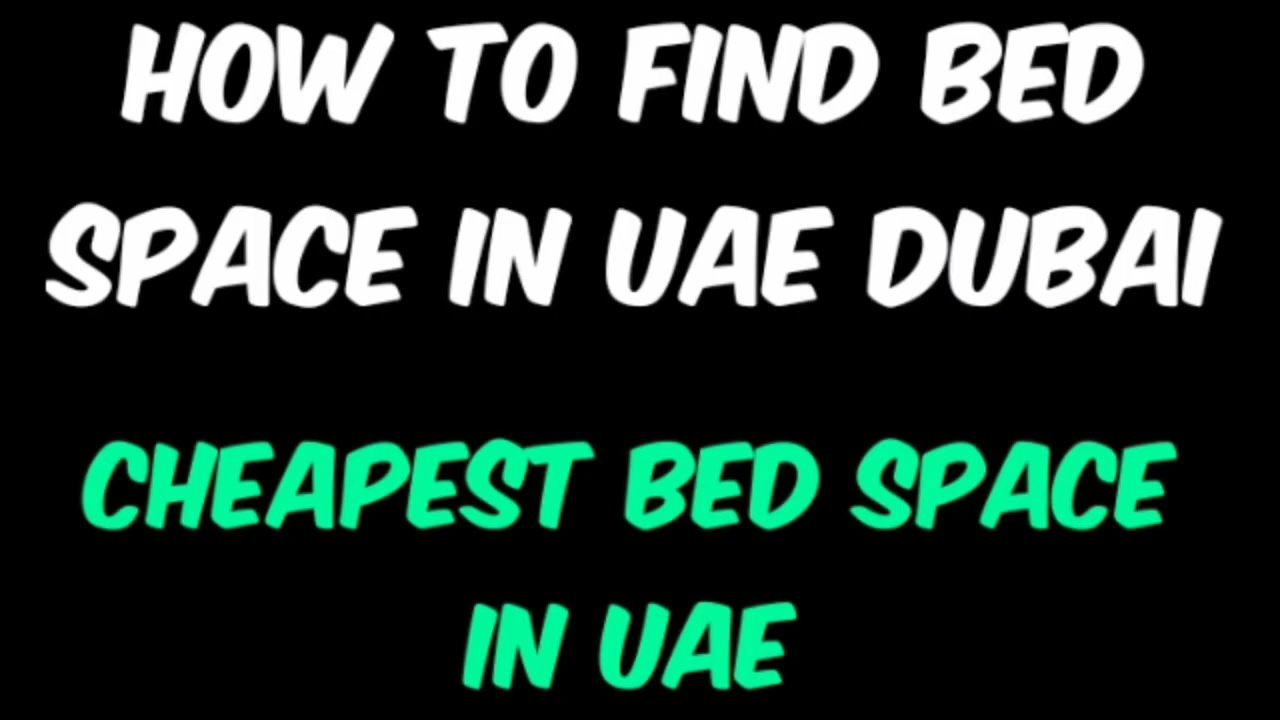 HOW TO FIND BED
SPACE IN UAE DUBAI
CHEAPEST BED SPACE
IN UAE